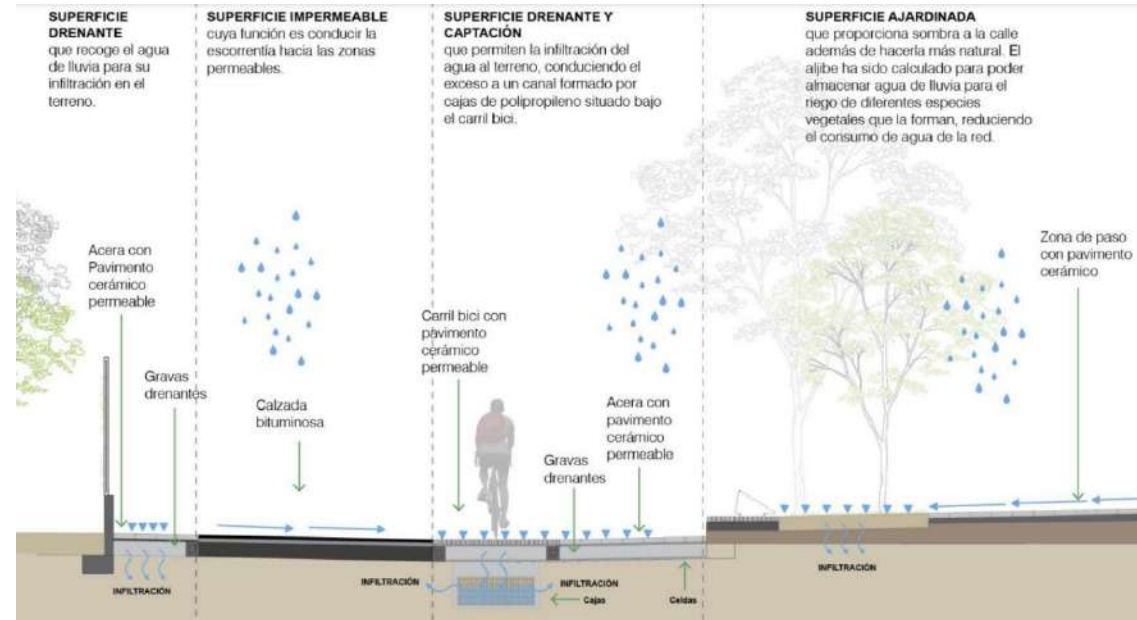 SUPERFICIE
DRENANTE
que recoge el agua
de lluvia para su
infiltración en el
terreno.
SUPERFICIE IMPERMEABLE
cuya función es conducir la
escorrentía hacia las zonas
permeables.
SUPERFICIE DRENANTE Y
CAPTACIÓN
que permiten la infiltración del
agua al terreno, conduciendo el
exceso a un canal formado por
cajas de polipropileno situado bajo
el carril bici.
SUPERFICIE AJARDINADA
que proporciona sombra a la calle
además de hacerla más natural. El
aljibe ha sido calculado para poder
almacenar agua de lluvia para el
riego de diferentes especies
vegetales que la forman, reduciendo
el consumo de agua de la red.
Acera con
Pavimento
cerámico
permeable
Gravas
drenantes
Calzada
bituminosa
Carril bici con
pavimento
cerámico
permeable
Gravas
drenantes
Acera con
pavimento
cerámico
permeable
Zona de paso
con pavimento
cerámico
INFILTRACIÓN
INFILTRACIÓN
INFILTRACIÓN
Cajas
Celdas
INFILTRACIÓN